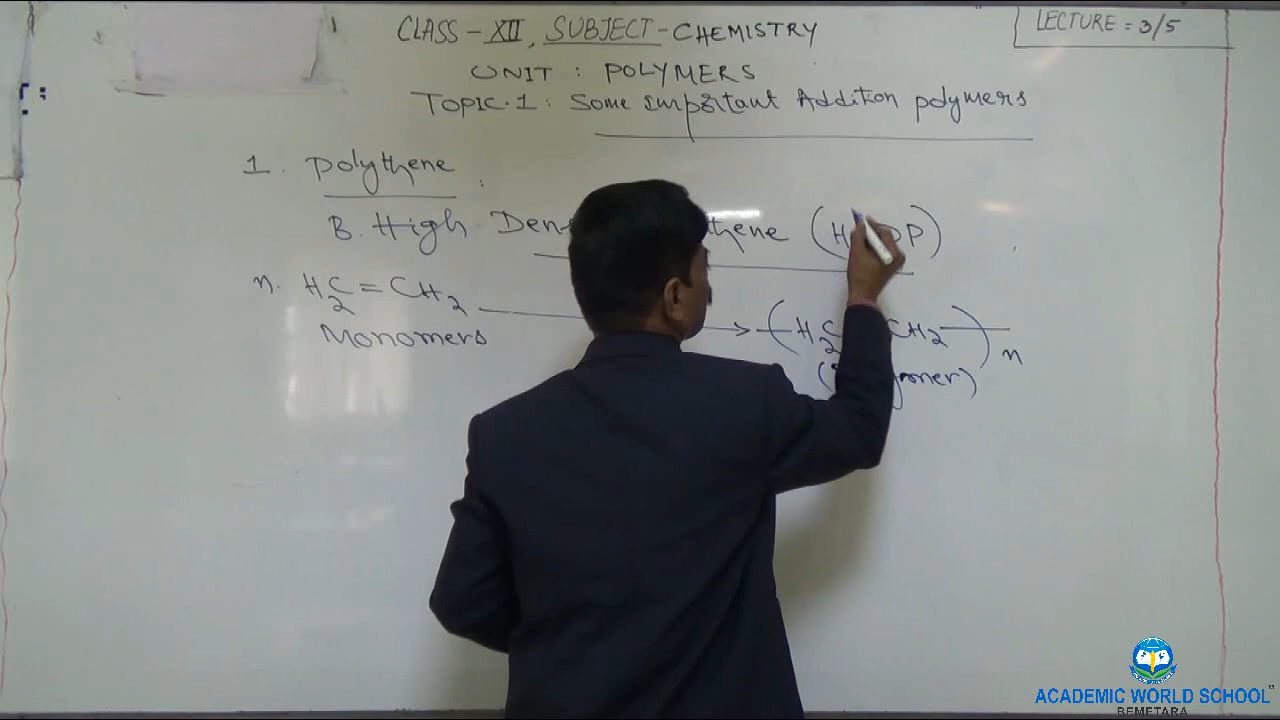 CLASS - XII, SUBJECT - CHEMISTRY
LECTURE = 3/5
UNIT : POLYMERS
TOPIC.1 : Some important Addition polymers
1. Polythene
B. High
n. H₂C = CH₂ → ( H₂C CH₂ )n
Monomers
ACADEMIC WORLD SCHOOL
BEMETARA